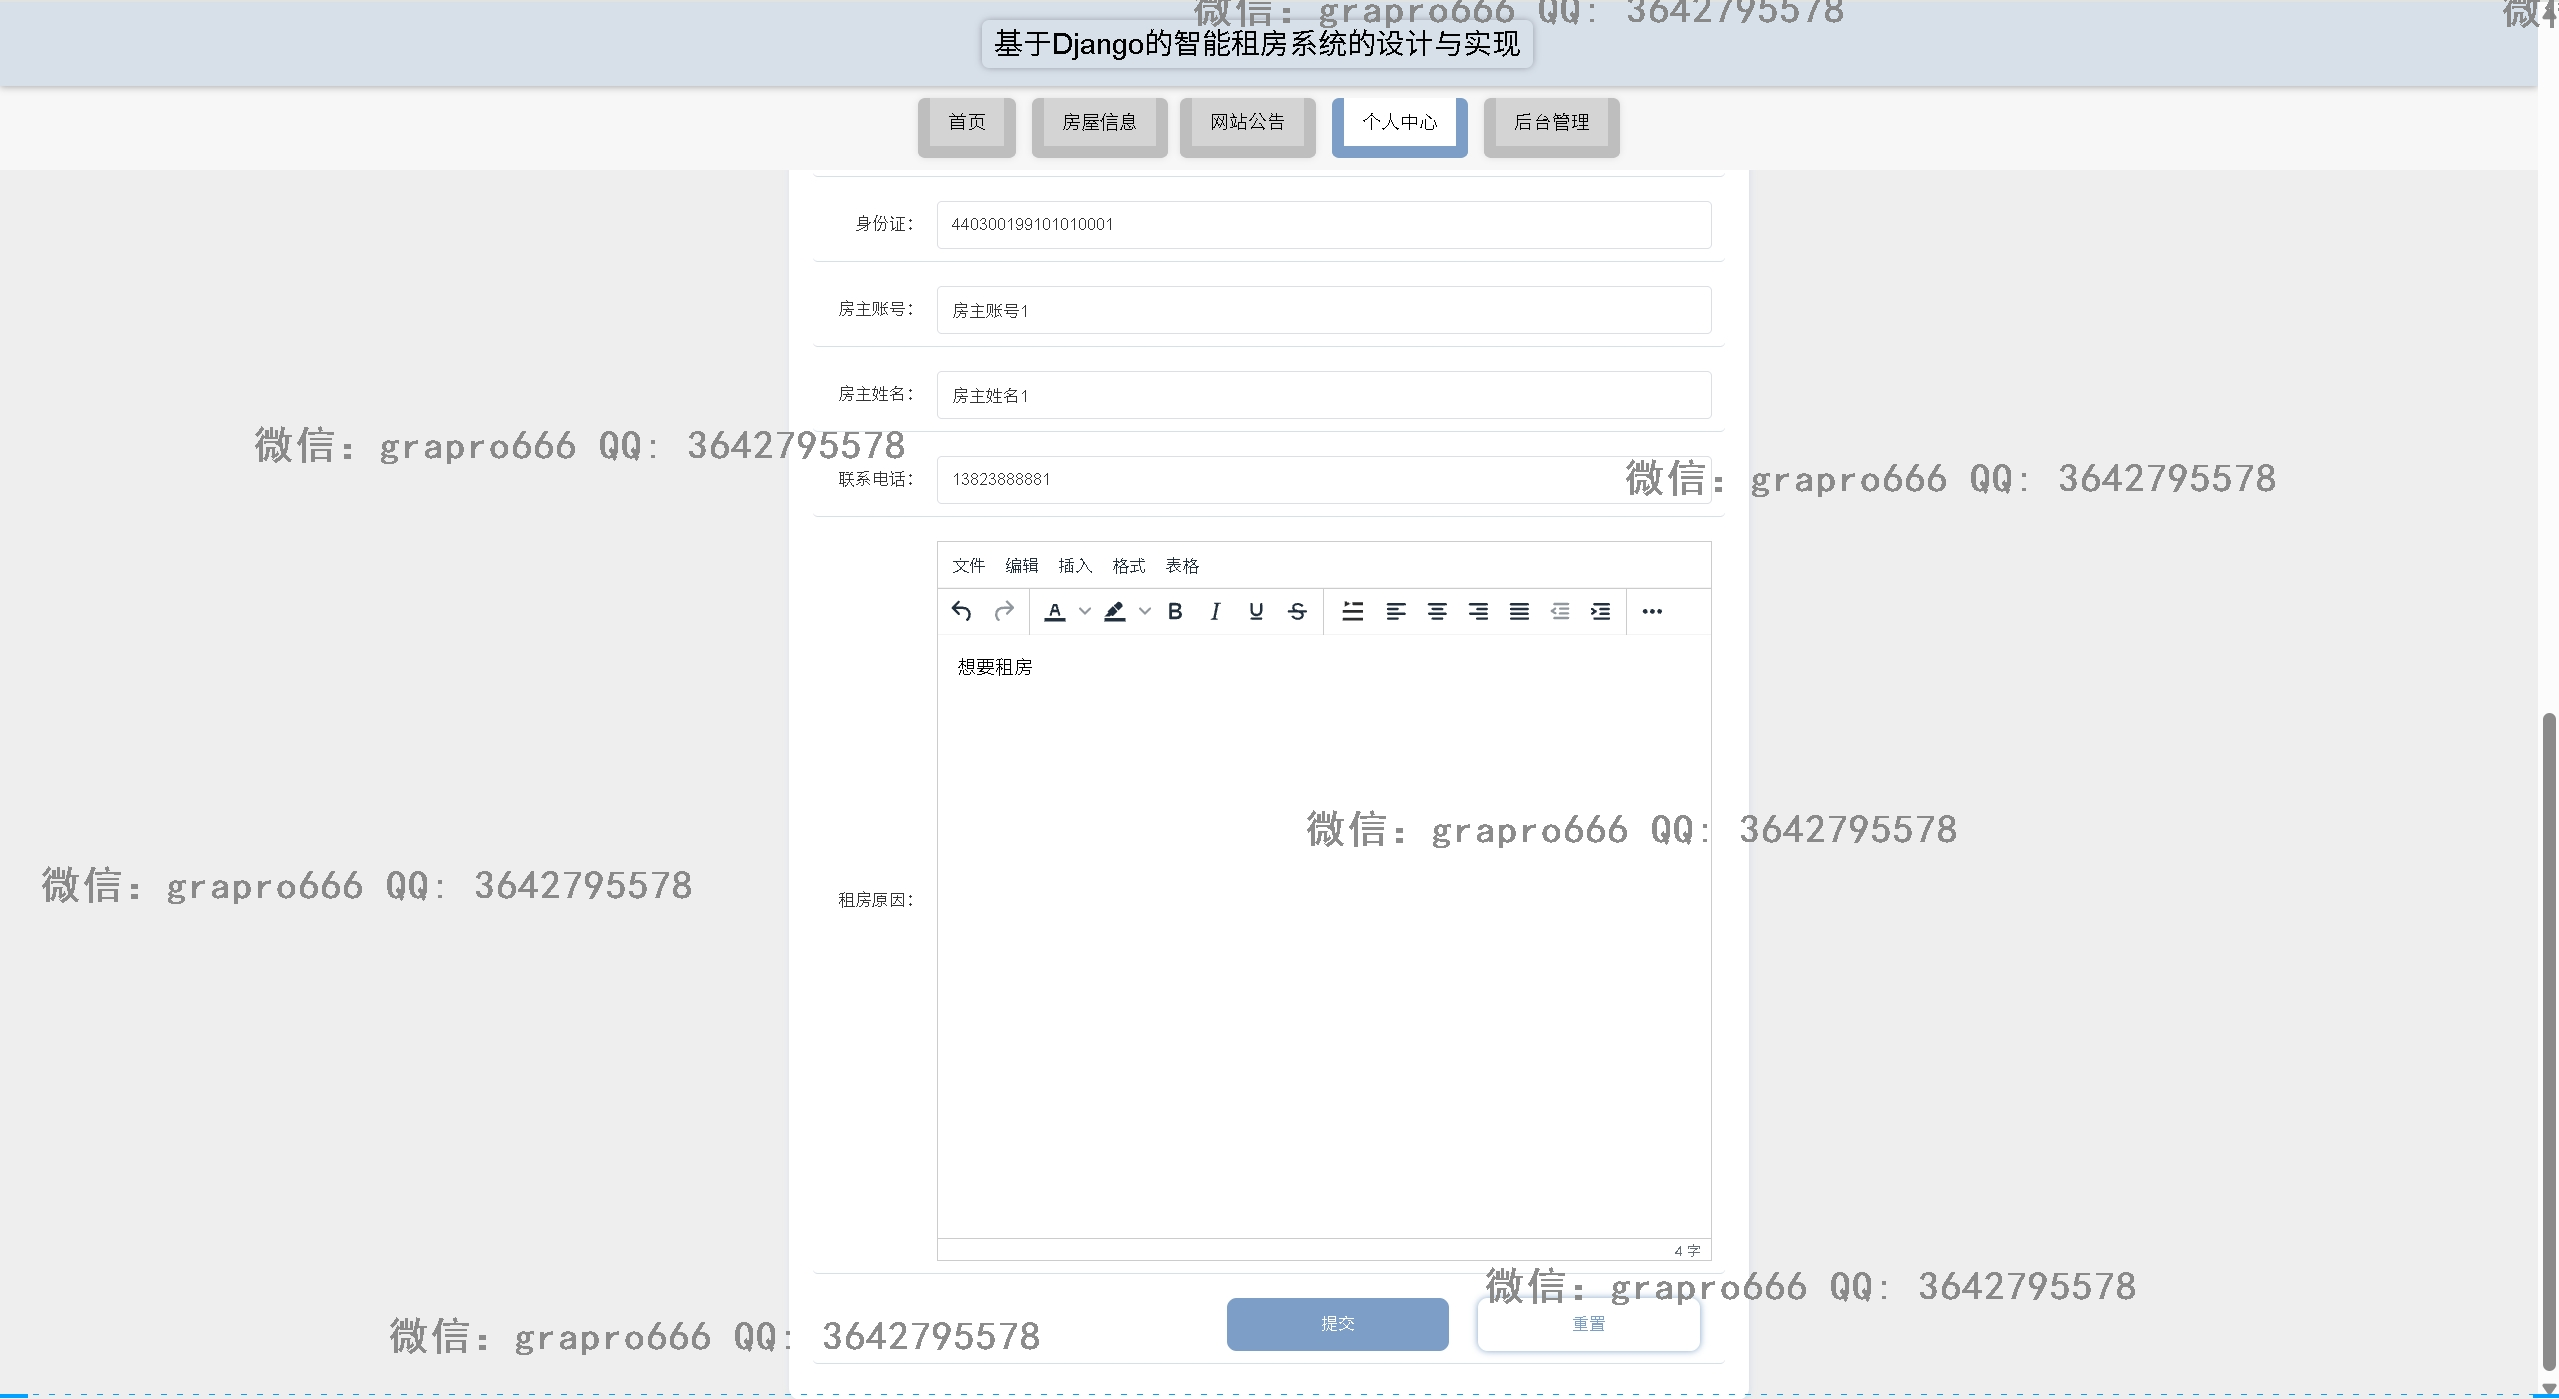 微信: grapro666 QQ: 3642795578
基于Django的智能租房系统的设计与实现
首页 房屋信息 网站公告 个人中心 后台管理
身份证: 440300199101010001
房主账号: 房主账号1
房主姓名: 房主姓名1
微信: grapro666 QQ: 3642795578
联系电话: 13823888881
微信: grapro666 QQ: 3642795578
文件 编辑 插入 格式 表格
想要租房
微信: grapro666 QQ: 3642795578
微信: grapro666 QQ: 3642795578
租房原因:
4 字
微信: grapro666 QQ: 3642795578
提交 重置
微信: grapro666 QQ: 3642795578